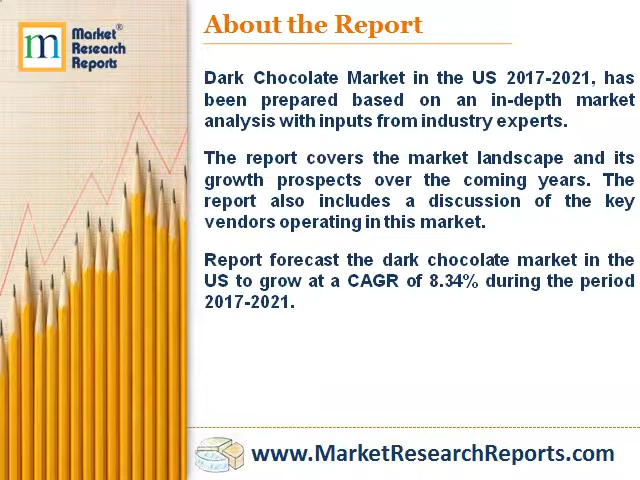 m
Market®
Research
Reports
About the Report
Dark Chocolate Market in the US 2017-2021, has
been prepared based on an in-depth market
analysis with inputs from industry experts.
The report covers the market landscape and its
growth prospects over the coming years. The
report also includes a discussion of the key
vendors operating in this market.
Report forecast the dark chocolate market in the
US to grow at a CAGR of 8.34% during the period
2017-2021.
www.MarketResearchReports.com